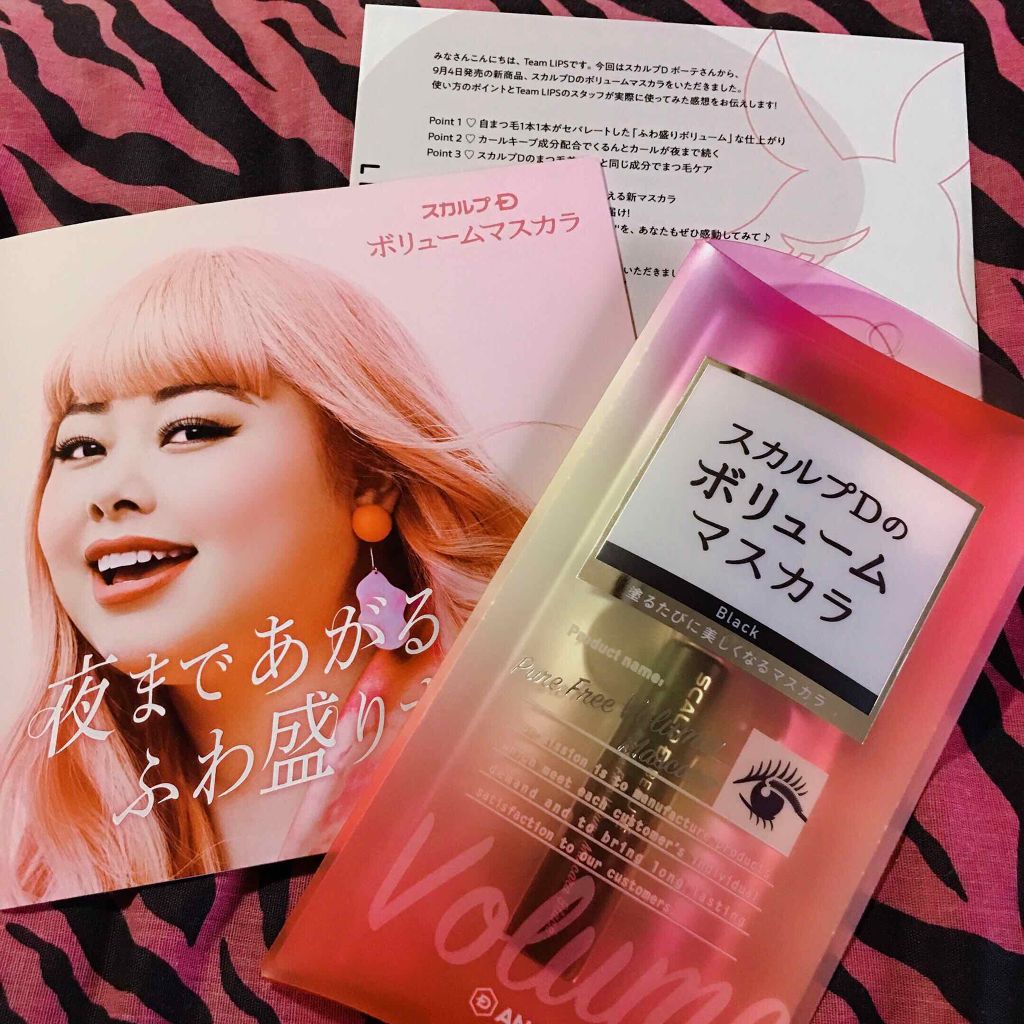 みなさんこんにちは、Team LIPSです。今回はスカルプD ボーテさんから、
9月4日発売の新商品、スカルプDのボリュームマスカラをいただきました。
使い方のポイントとTeam LIPSのスタッフが実際に使ってみた感想をお伝えします!
Point 1 ♡ 自まつ毛1本1本がセパレートした「ふわ盛りボリューム」な仕上がり
Point 2 ♡ カールキープ成分配合でくるんとカールが夜まで続く
Point 3 ♡ スカルプDのまつ毛 と同じ成分でまつ毛ケア
える新マスカラ
届け!
"を、あなたもぜひ感動してみて♪
いただきまし
スカルプD
ボリュームマスカラ
夜まであがる
ふわ盛り
スカルプDの
ボリューム
マスカラ
Black
塗るたびに美しくなるマスカラ
Product name.
Pure Free Volume
Mascara
SCALP D
Our mission is to manufacture products
which meet each customer's individual
demand and to bring long lasting
satisfaction to our customers
Volume
AN